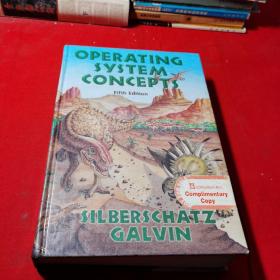 OPERATING
SYSTEM
CONCEPTS
Fifth Edition
Complimentary
Copy
SILBERSCHATZ
GALVIN